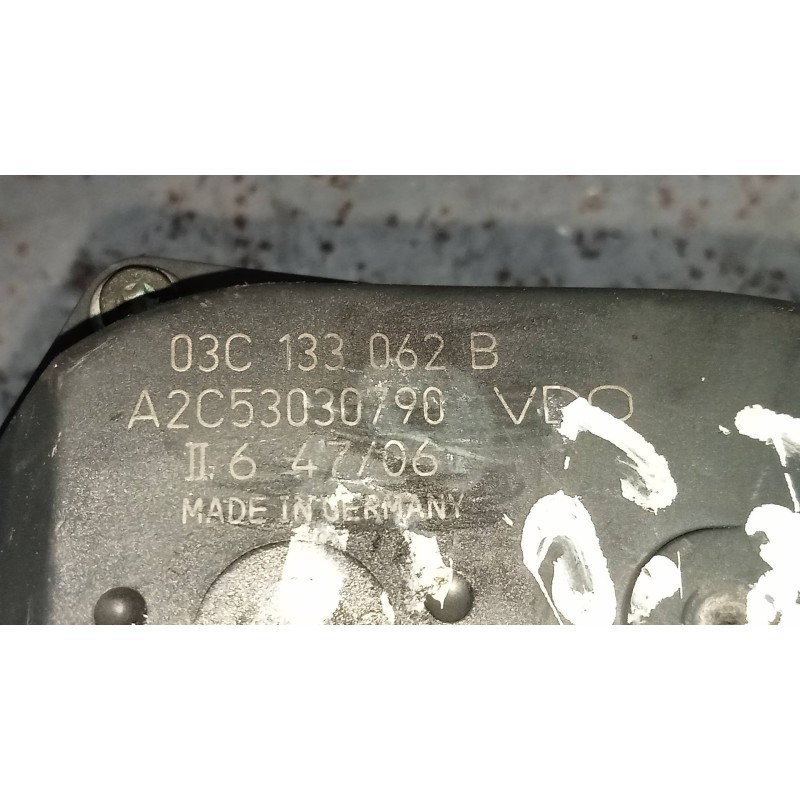 03C 133 062 B
A2C53030790 VDO
II 6 47/06
MADE IN GERMANY